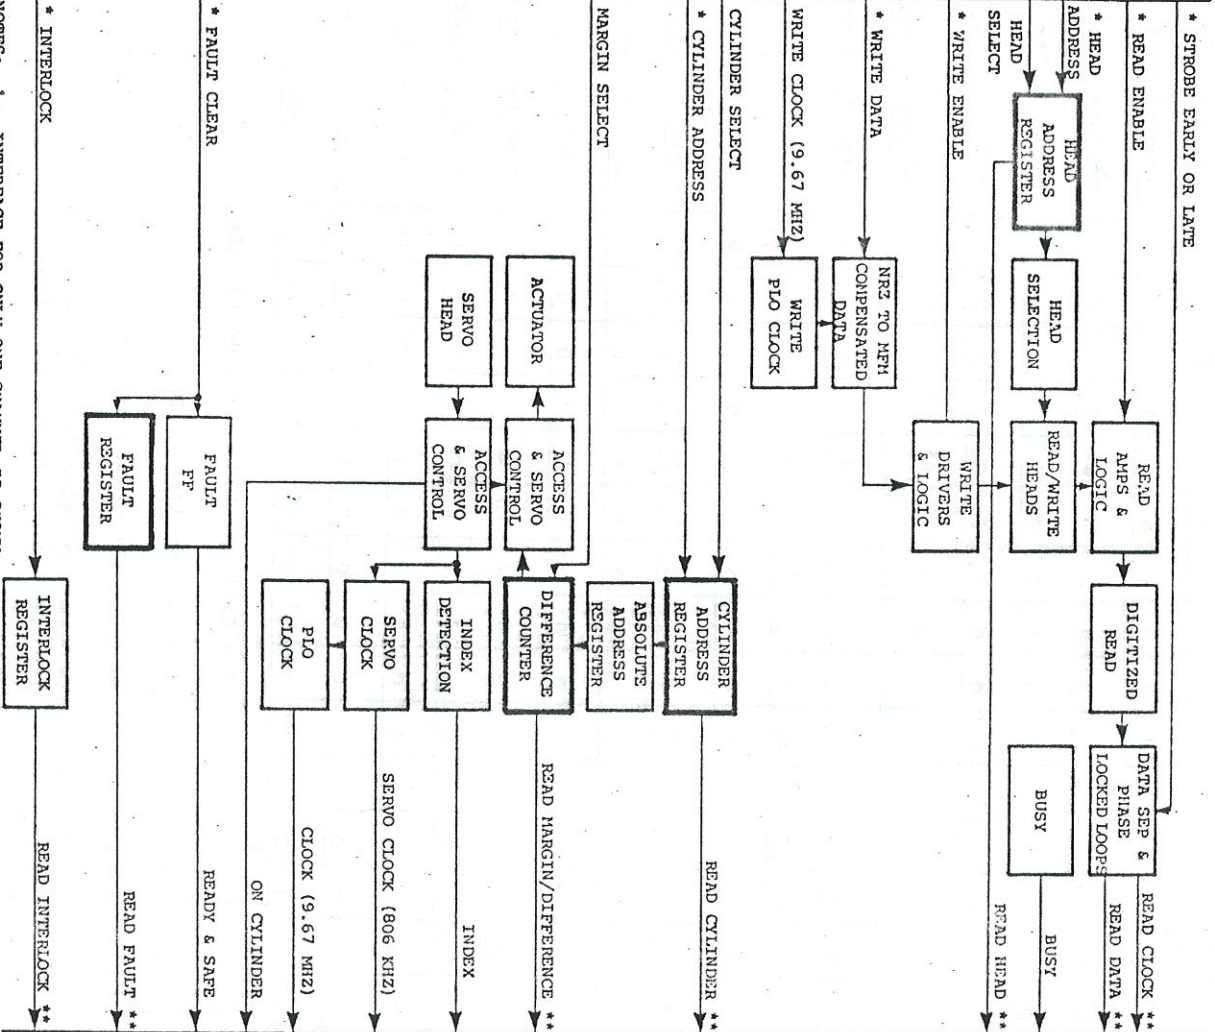 * STROBE EARLY OR LATE
* READ ENABLE
READ
AMPS &
LOGIC
DIGITIZED
READ
DATA SEP &
PHASE
LOCKED LOOPS
READ CLOCK **
READ DATA **
* HEAD
ADDRESS
HEAD
SELECT
HEAD
ADDRESS
REGISTER
HEAD
SELECTION
READ/WRITE
HEADS
BUSY
BUSY
READ HEAD **
* WRITE ENABLE
WRITE
DRIVERS
& LOGIC
* WRITE DATA
NRZ TO MFM
COMPENSATED
DATA
WRITE CLOCK (9.67 MHZ)
WRITE
PLO CLOCK
CYLINDER SELECT
* CYLINDER ADDRESS
CYLINDER
ADDRESS
REGISTER
READ CYLINDER **
ABSOLUTE
ADDRESS
REGISTER
MARGIN SELECT
ACTUATOR
ACCESS
& SERVO
CONTROL
DIFFERENCE
COUNTER
READ MARGIN/DIFFERENCE **
SERVO
HEAD
ACCESS
& SERVO
CONTROL
INDEX
DETECTION
INDEX
SERVO
CLOCK
SERVO CLOCK (806 KHZ)
PLO
CLOCK
CLOCK (9.67 MHZ)
ON CYLINDER
* FAULT CLEAR
FAULT
FF
READY & SAFE
FAULT
REGISTER
READ FAULT **
* INTERLOCK
INTERLOCK
REGISTER
READ INTERLOCK **